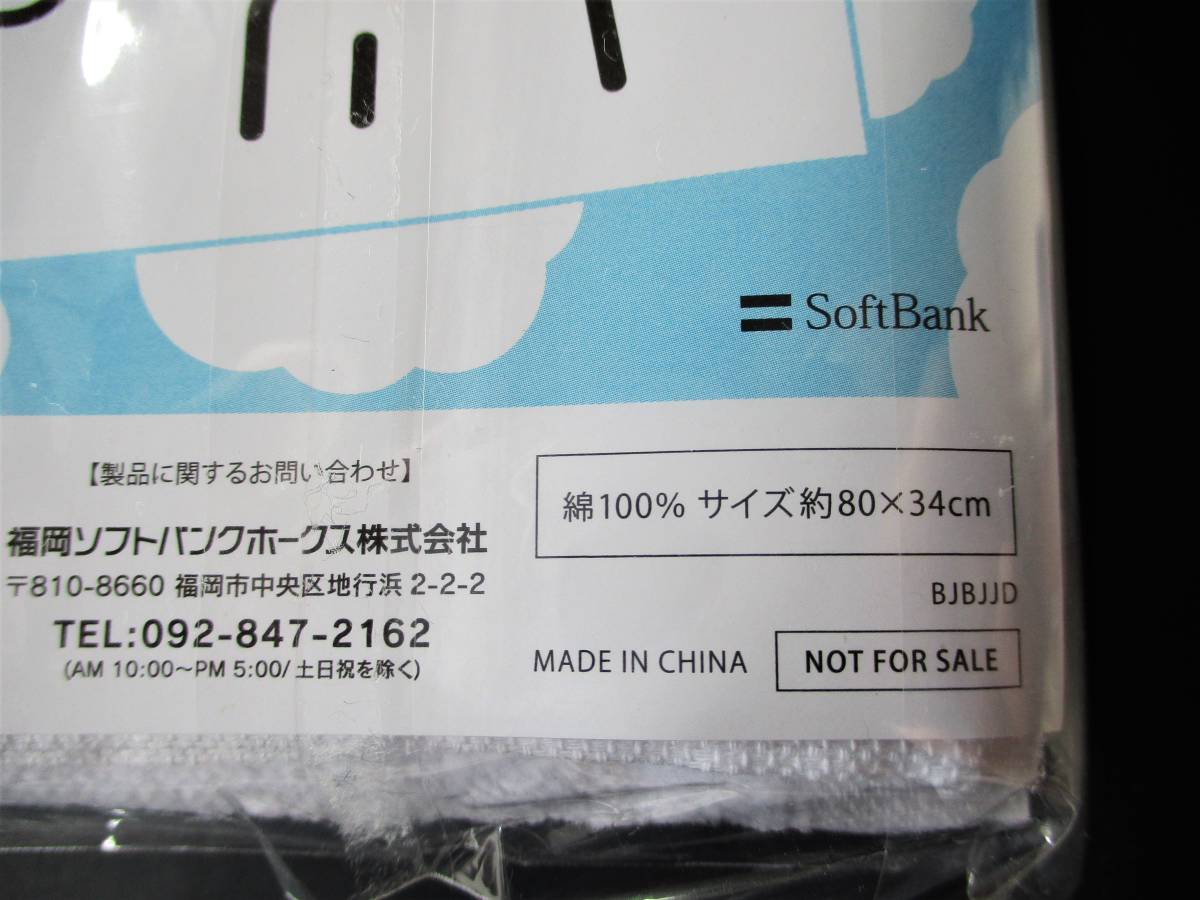 SoftBank
【製品に関するお問い合わせ】
福岡ソフトバンクホークス株式会社
〒810-8660 福岡市中央区地行浜 2-2-2
TEL:092-847-2162
(AM 10:00～PM 5:00/ 土日祝を除く)
綿100% サイズ約80×34cm
BJBJJD
MADE IN CHINA
NOT FOR SALE